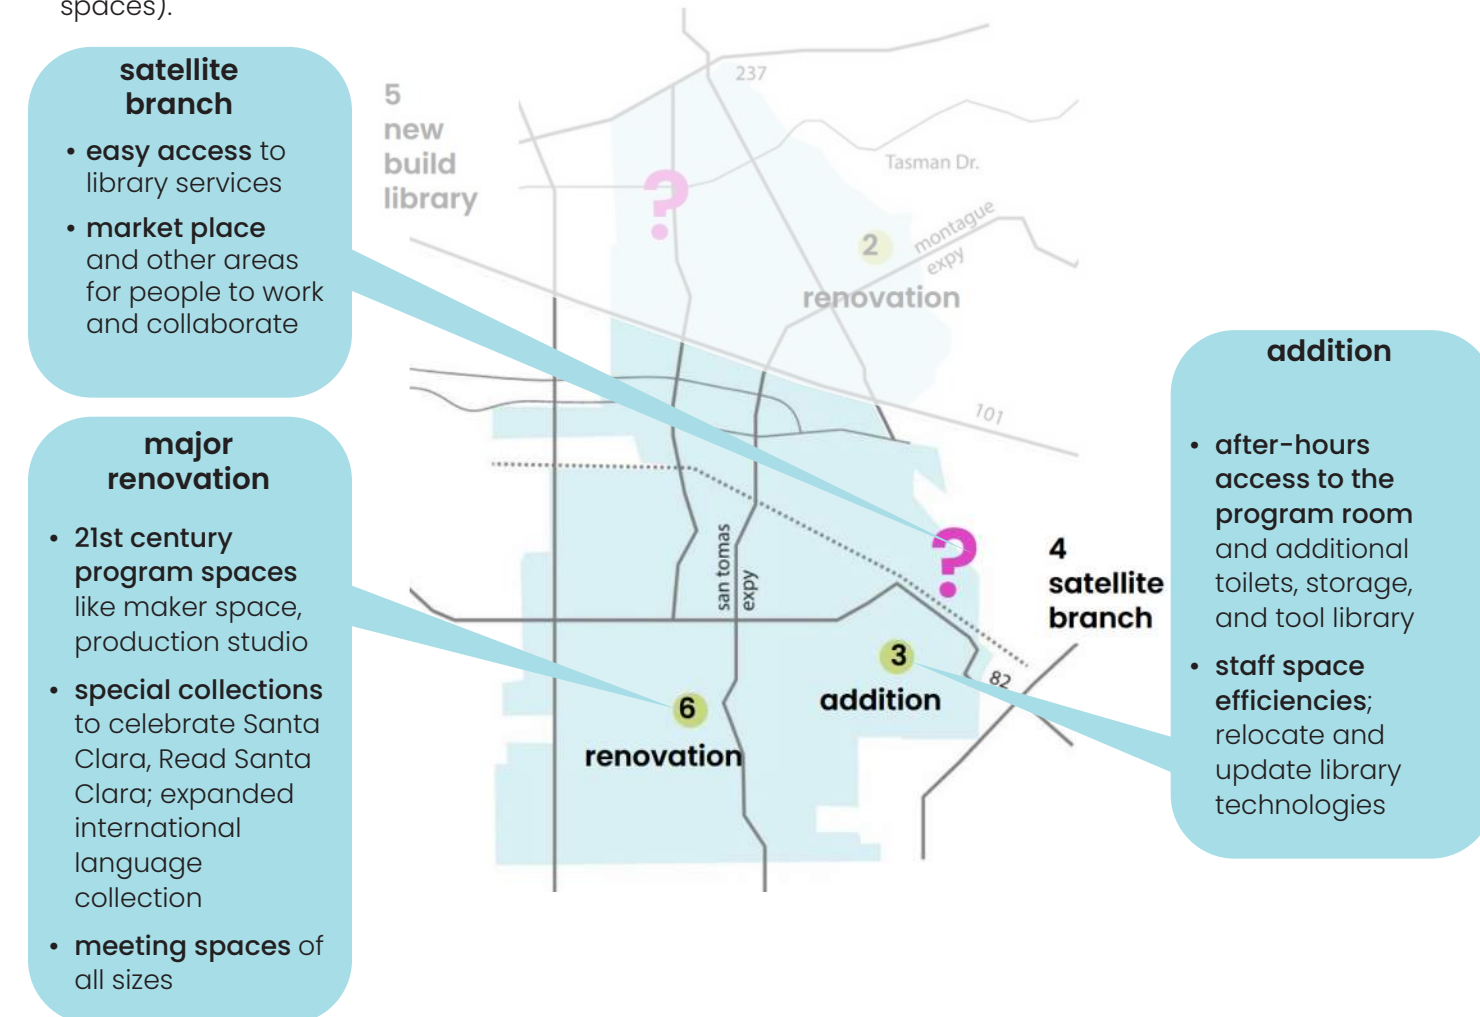 spaces).
satellite
branch
• easy access to
library services
• market place
and other areas
for people to work
and collaborate
major
renovation
• 21st century
program spaces
like maker space,
production studio
• special collections
to celebrate Santa
Clara, Read Santa
Clara; expanded
international
language
collection
• meeting spaces of
all sizes
5
new
build
library
?
237
Tasman Dr.
2
montague
expy
renovation
101
san tomas
expy
?
4
satellite
branch
3
addition
82
6
renovation
addition
• after-hours
access to the
program room
and additional
toilets, storage,
and tool library
• staff space
efficiencies;
relocate and
update library
technologies